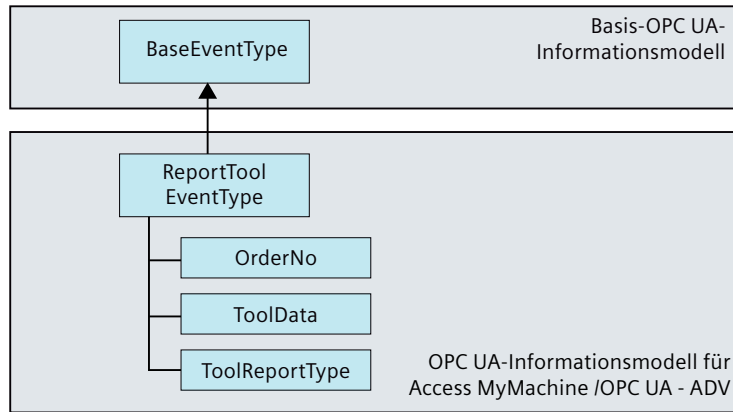 Basis-OPC UA-
Informationsmodell
BaseEventType
ReportTool
EventType
OrderNo
ToolData
ToolReportType
OPC UA-Informationsmodell für
Access MyMachine /OPC UA - ADV